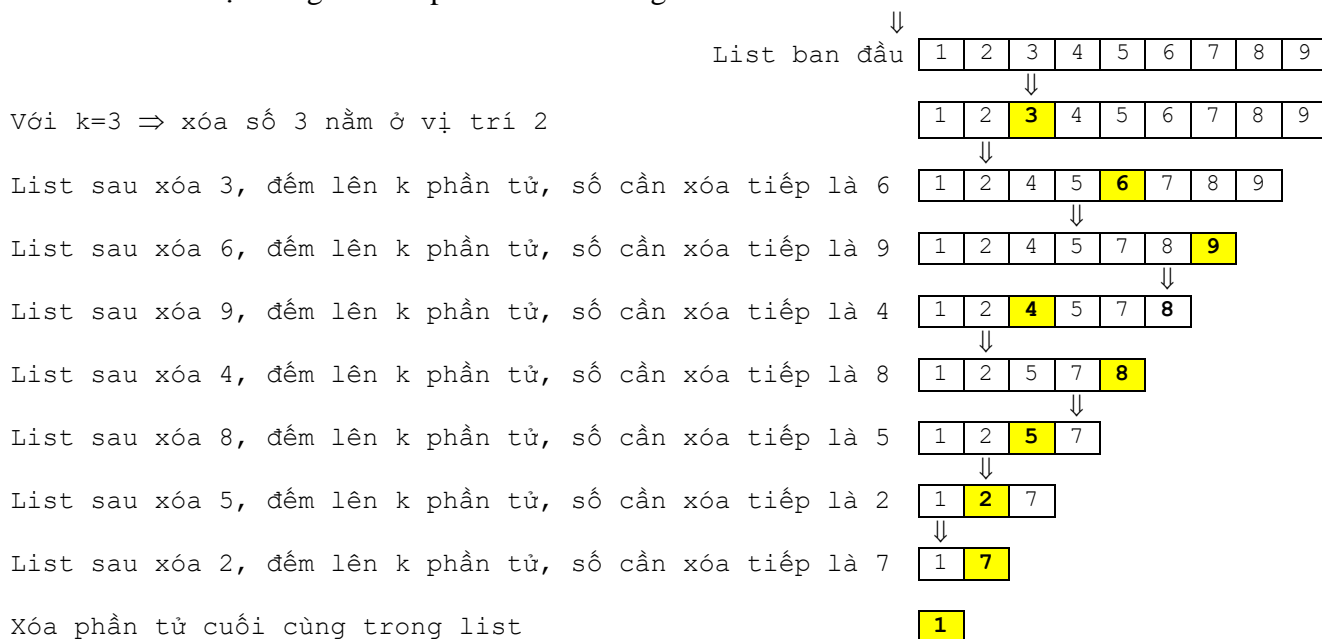 ⇓
List ban đầu 1 2 3 4 5 6 7 8 9
⇓
Với k=3 ⇒ xóa số 3 nằm ở vị trí 2 1 2 3 4 5 6 7 8 9
⇓
List sau xóa 3, đếm lên k phần tử, số cần xóa tiếp là 6 1 2 4 5 6 7 8 9
⇓
List sau xóa 6, đếm lên k phần tử, số cần xóa tiếp là 9 1 2 4 5 7 8 9
⇓
List sau xóa 9, đếm lên k phần tử, số cần xóa tiếp là 4 1 2 4 5 7 8
⇓
List sau xóa 4, đếm lên k phần tử, số cần xóa tiếp là 8 1 2 5 7 8
⇓
List sau xóa 8, đếm lên k phần tử, số cần xóa tiếp là 5 1 2 5 7
⇓
List sau xóa 5, đếm lên k phần tử, số cần xóa tiếp là 2 1 2 7
⇓
List sau xóa 2, đếm lên k phần tử, số cần xóa tiếp là 7 1 7
Xóa phần tử cuối cùng trong list 1